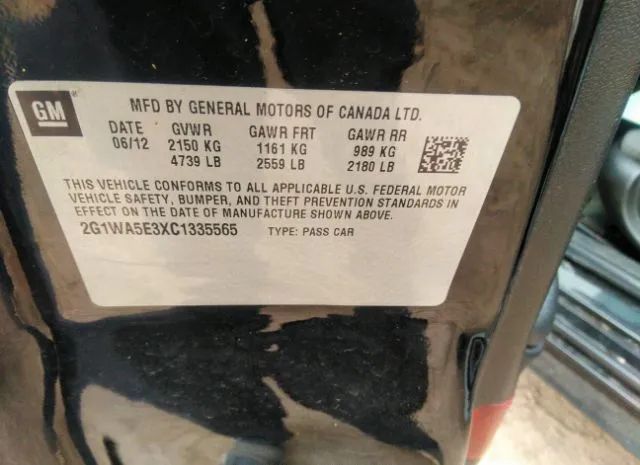 GM
MFD BY GENERAL MOTORS OF CANADA LTD.
DATE GVWR GAWR FRT GAWR RR
06/12 2150 KG 1161 KG 989 KG
4739 LB 2559 LB 2180 LB
THIS VEHICLE CONFORMS TO ALL APPLICABLE U.S. FEDERAL MOTOR
VEHICLE SAFETY, BUMPER, AND THEFT PREVENTION STANDARDS IN
EFFECT ON THE DATE OF MANUFACTURE SHOWN ABOVE.
2G1WA5E3XC1335565 TYPE: PASS CAR